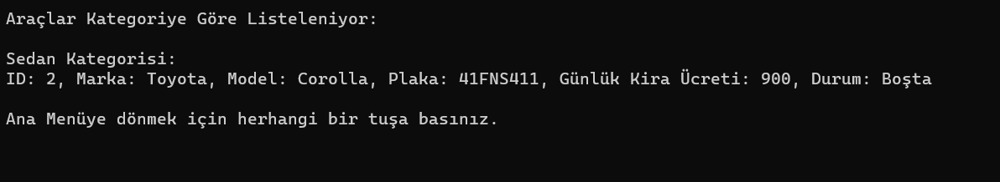 Araçlar Kategoriye Göre Listeleniyor:
Sedan Kategorisi:
ID: 2, Marka: Toyota, Model: Corolla, Plaka: 41FNS411, Günlük Kira Ücreti: 900, Durum: Boşta
Ana Menüye dönmek için herhangi bir tuşa basınız.